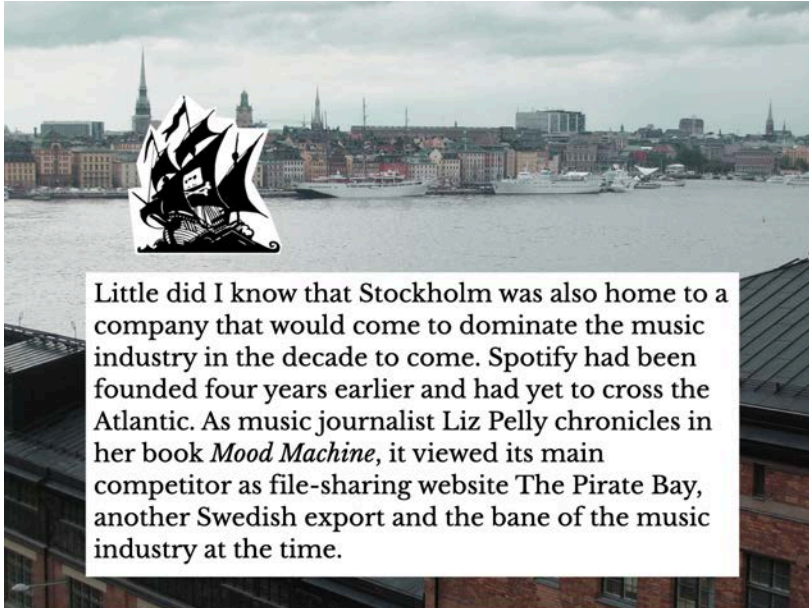 Little did I know that Stockholm was also home to a
company that would come to dominate the music
industry in the decade to come. Spotify had been
founded four years earlier and had yet to cross the
Atlantic. As music journalist Liz Pelly chronicles in
her book Mood Machine, it viewed its main
competitor as file-sharing website The Pirate Bay,
another Swedish export and the bane of the music
industry at the time.